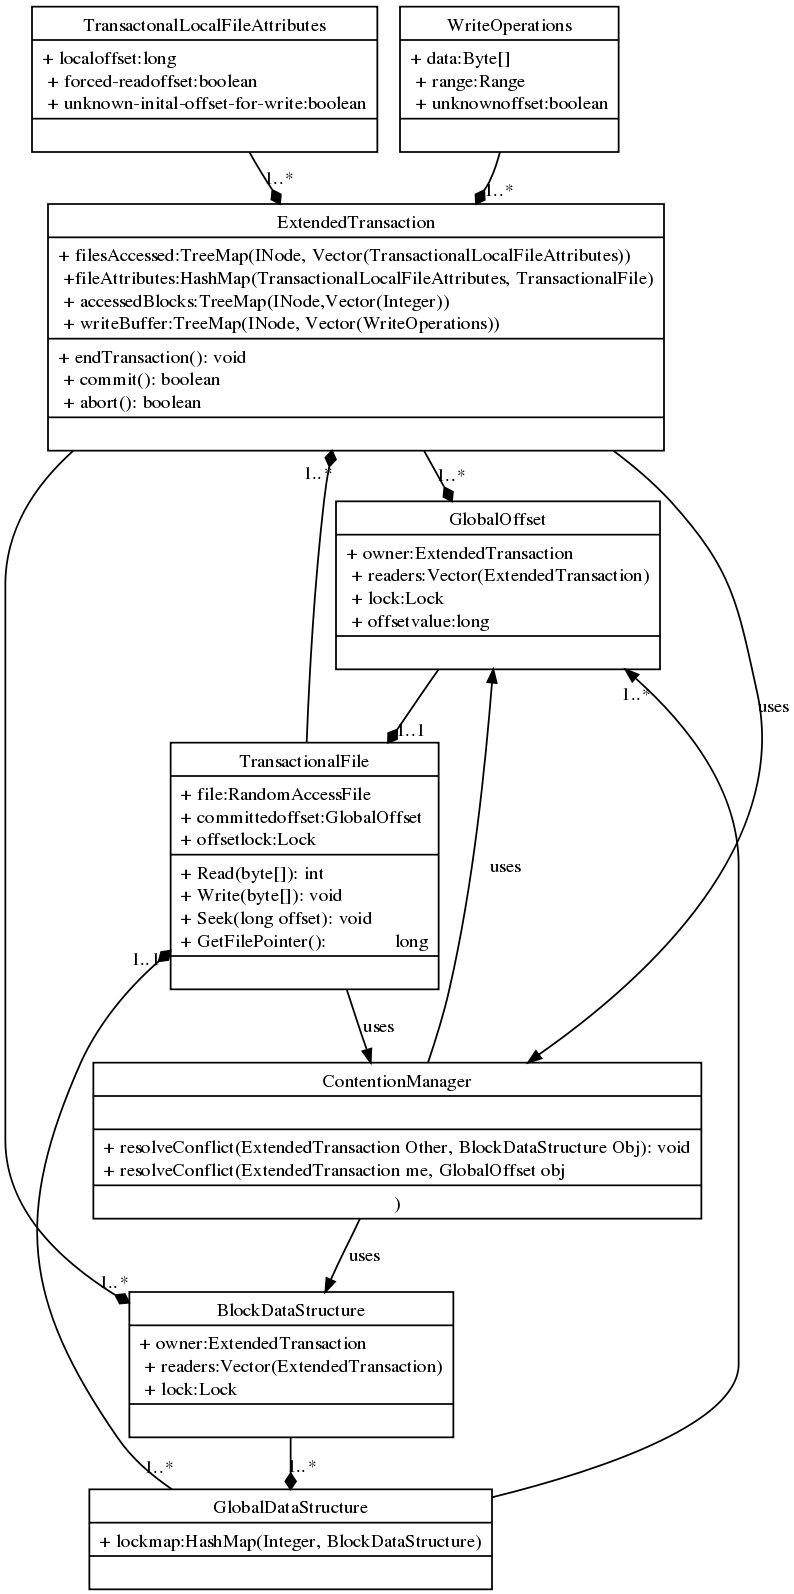 TransactonalLocalFileAttributes
+ localoffset:long
+ forced-readoffset:boolean
+ unknown-inital-offset-for-write:boolean
WriteOperations
+ data:Byte[]
+ range:Range
+ unknownoffset:boolean
1..*
1..*
ExtendedTransaction
+ filesAccessed:TreeMap(INode, Vector(TransactionalLocalFileAttributes))
+fileAttributes:HashMap(TransactionalLocalFileAttributes, TransactionalFile)
+ accessedBlocks:TreeMap(INode,Vector(Integer))
+ writeBuffer:TreeMap(INode, Vector(WriteOperations))
+ endTransaction(): void
+ commit(): boolean
+ abort(): boolean
1..*
1..*
GlobalOffset
+ owner:ExtendedTransaction
+ readers:Vector(ExtendedTransaction)
+ lock:Lock
+ offsetvalue:long
1..*
uses
1..1
TransactionalFile
+ file:RandomAccessFile
+ committedoffset:GlobalOffset
+ offsetlock:Lock
+ Read(byte[]): int
+ Write(byte[]): void
+ Seek(long offset): void
+ GetFilePointer(): long
uses
1..1
uses
ContentionManager
+ resolveConflict(ExtendedTransaction Other, BlockDataStructure Obj): void
+ resolveConflict(ExtendedTransaction me, GlobalOffset obj
)
uses
1..*
BlockDataStructure
+ owner:ExtendedTransaction
+ readers:Vector(ExtendedTransaction)
+ lock:Lock
1..*
1..*
GlobalDataStructure
+ lockmap:HashMap(Integer, BlockDataStructure)